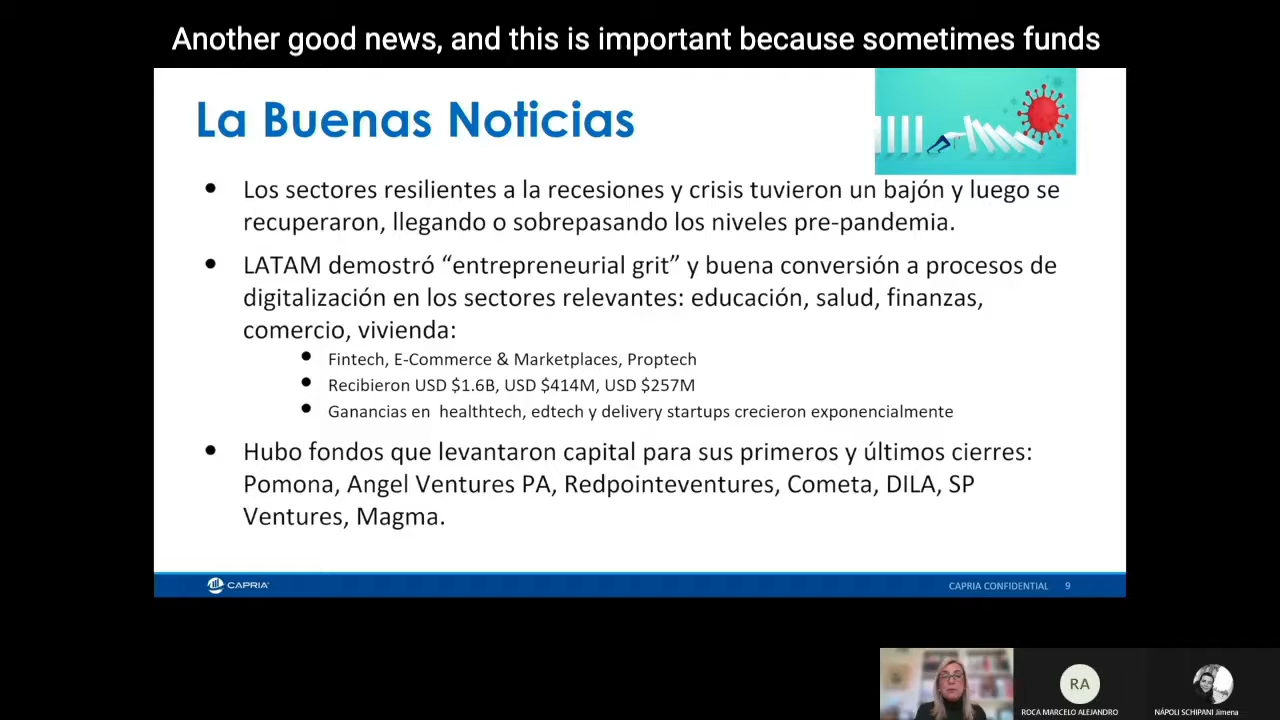 Another good news, and this is important because sometimes funds
La Buenas Noticias
• Los sectores resilientes a la recesiones y crisis tuvieron un bajón y luego se
recuperaron, llegando o sobrepasando los niveles pre-pandemia.
• LATAM demostró “entrepreneurial grit” y buena conversión a procesos de
digitalización en los sectores relevantes: educación, salud, finanzas,
comercio, vivienda:
• Fintech, E-Commerce & Marketplaces, Proptech
• Recibieron USD $1.6B, USD $414M, USD $257M
• Ganancias en healthtech, edtech y delivery startups crecieron exponencialmente
• Hubo fondos que levantaron capital para sus primeros y últimos cierres:
Pomona, Angel Ventures PA, Redpointeventures, Cometa, DILA, SP
Ventures, Magma.
CAPRIA
CAPRIA CONFIDENTIAL 9
RA
ROCA MARCELO ALEJANDRO
NÁPOLI SCHIPANI Jimena